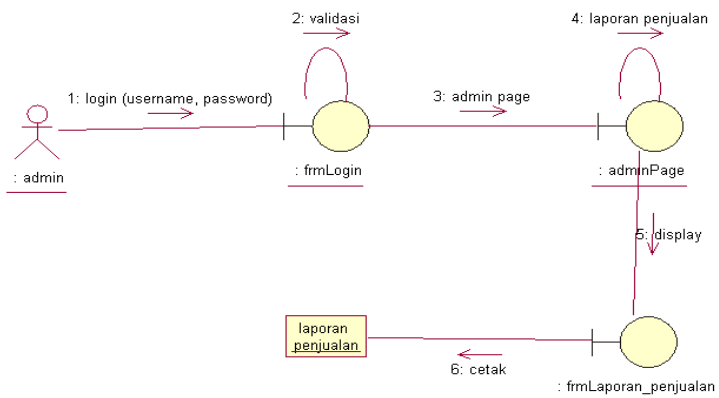 2: validasi
4: laporan penjualan
1: login (username, password)
3: admin page
: admin
: frmLogin
: adminPage
5: display
laporan
penjualan
6: cetak
: frmLaporan_penjualan